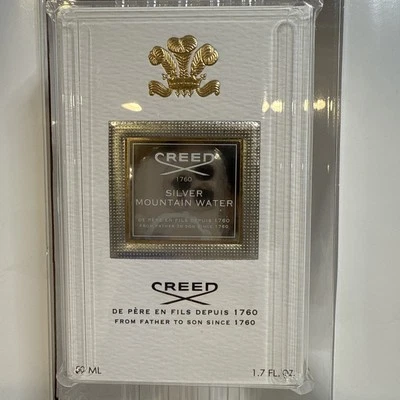 CREED
1760
SILVER
MOUNTAIN WATER
DE PÈRE EN FILS DEPUIS 1760
FROM FATHER TO SON SINCE 1760
CREED
DE PÈRE EN FILS DEPUIS 1760
FROM FATHER TO SON SINCE 1760
50 ML 1.7 FL. OZ.